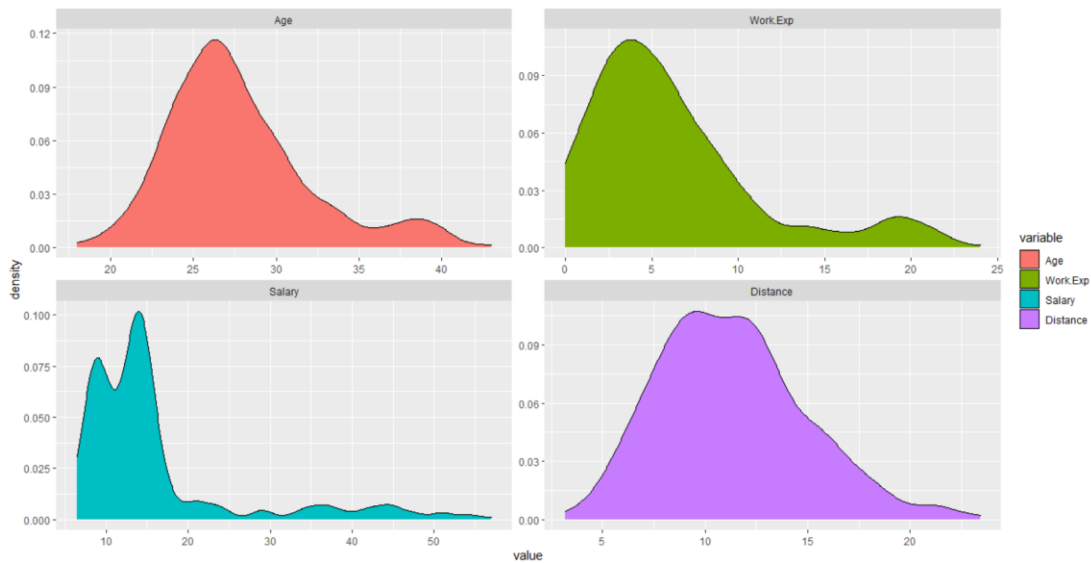 Age
0.12
0.09
0.06
0.03
0.00
20 25 30 35 40
Work.Exp
0.09
0.06
0.03
0.00
0 5 10 15 20 25
Salary
0.100
0.075
0.050
0.025
0.000
10 20 30 40 50
Distance
0.09
0.06
0.03
0.00
5 10 15 20
density
value
variable
Age
Work.Exp
Salary
Distance